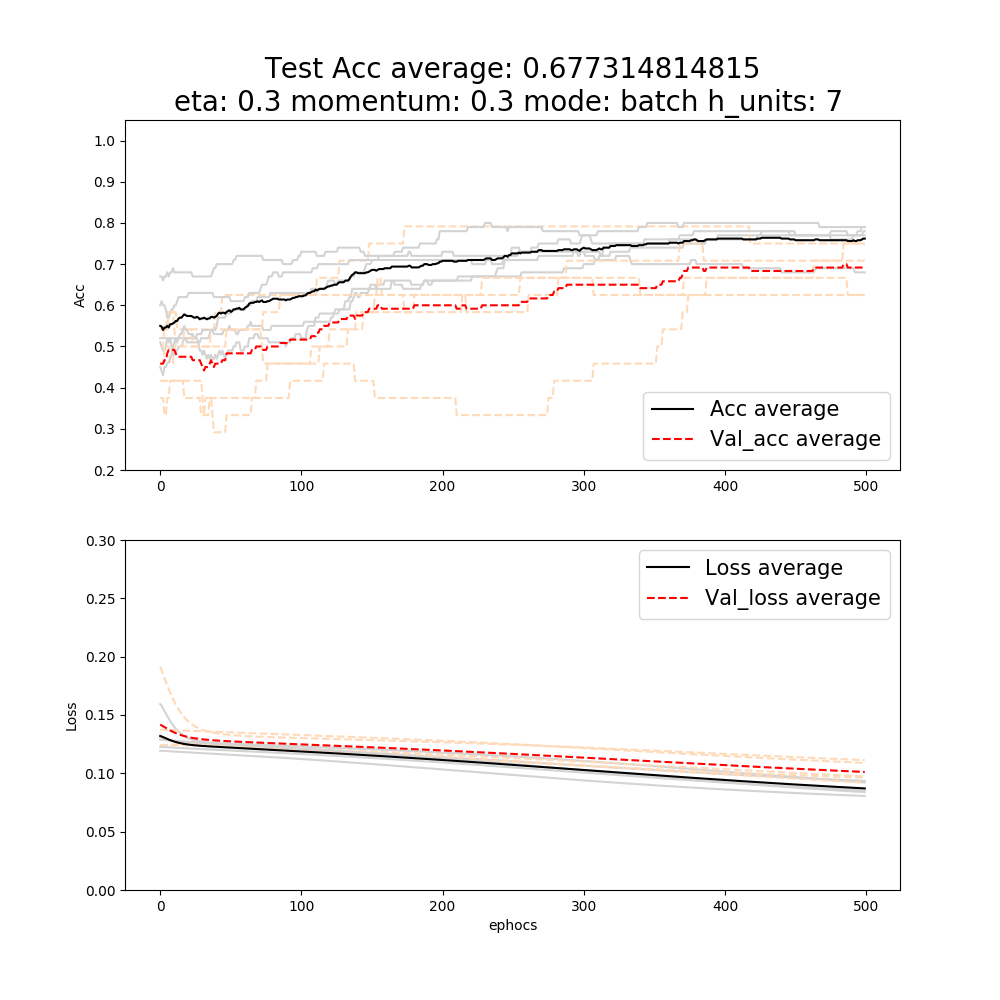 Test Acc average: 0.677314814815
eta: 0.3 momentum: 0.3 mode: batch h_units: 7
1.0
0.9
0.8
0.7
0.6
0.5
0.4
0.3
0.2
Acc
Acc average
Val_acc average
0 100 200 300 400 500
0.30
0.25
0.20
0.15
0.10
0.05
0.00
Loss
Loss average
Val_loss average
0 100 200 300 400 500
ephocs